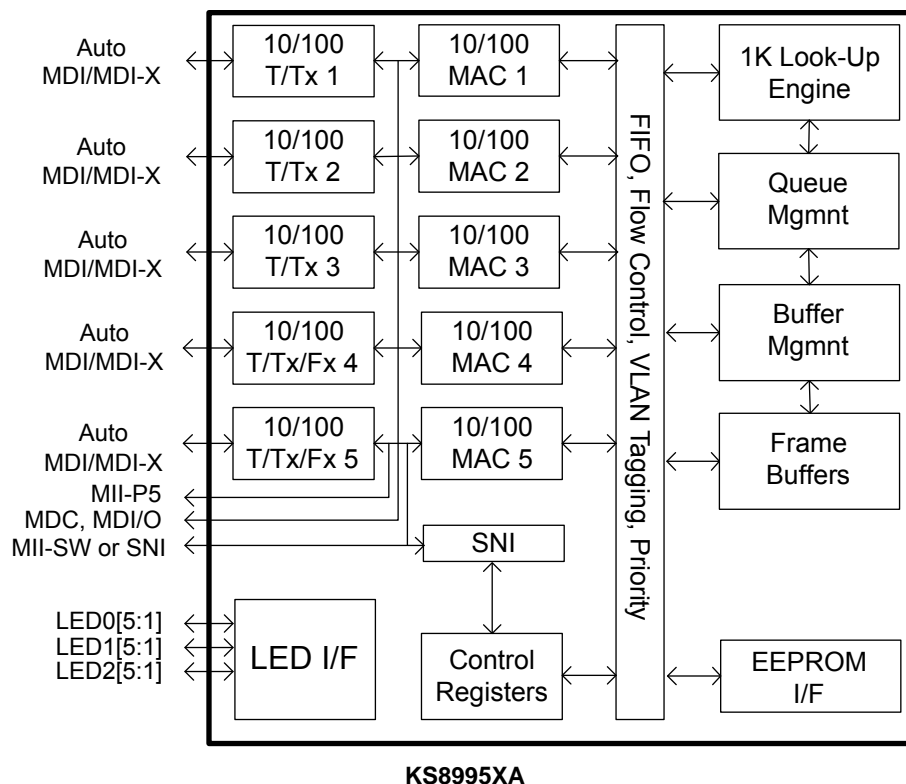 Auto
MDI/MDI-X
10/100
T/Tx 1
10/100
MAC 1
1K Look-Up
Engine
Auto
MDI/MDI-X
10/100
T/Tx 2
10/100
MAC 2
Queue
Mgmnt
Auto
MDI/MDI-X
10/100
T/Tx 3
10/100
MAC 3
FIFO, Flow Control, VLAN Tagging, Priority
Auto
MDI/MDI-X
10/100
T/Tx/Fx 4
10/100
MAC 4
Buffer
Mgmnt
Auto
MDI/MDI-X
10/100
T/Tx/Fx 5
10/100
MAC 5
Frame
Buffers
MII-P5
MDC, MDI/O
MII-SW or SNI
SNI
LED0[5:1]
LED1[5:1]
LED2[5:1]
LED I/F
Control
Registers
EEPROM
I/F
KS8995XA